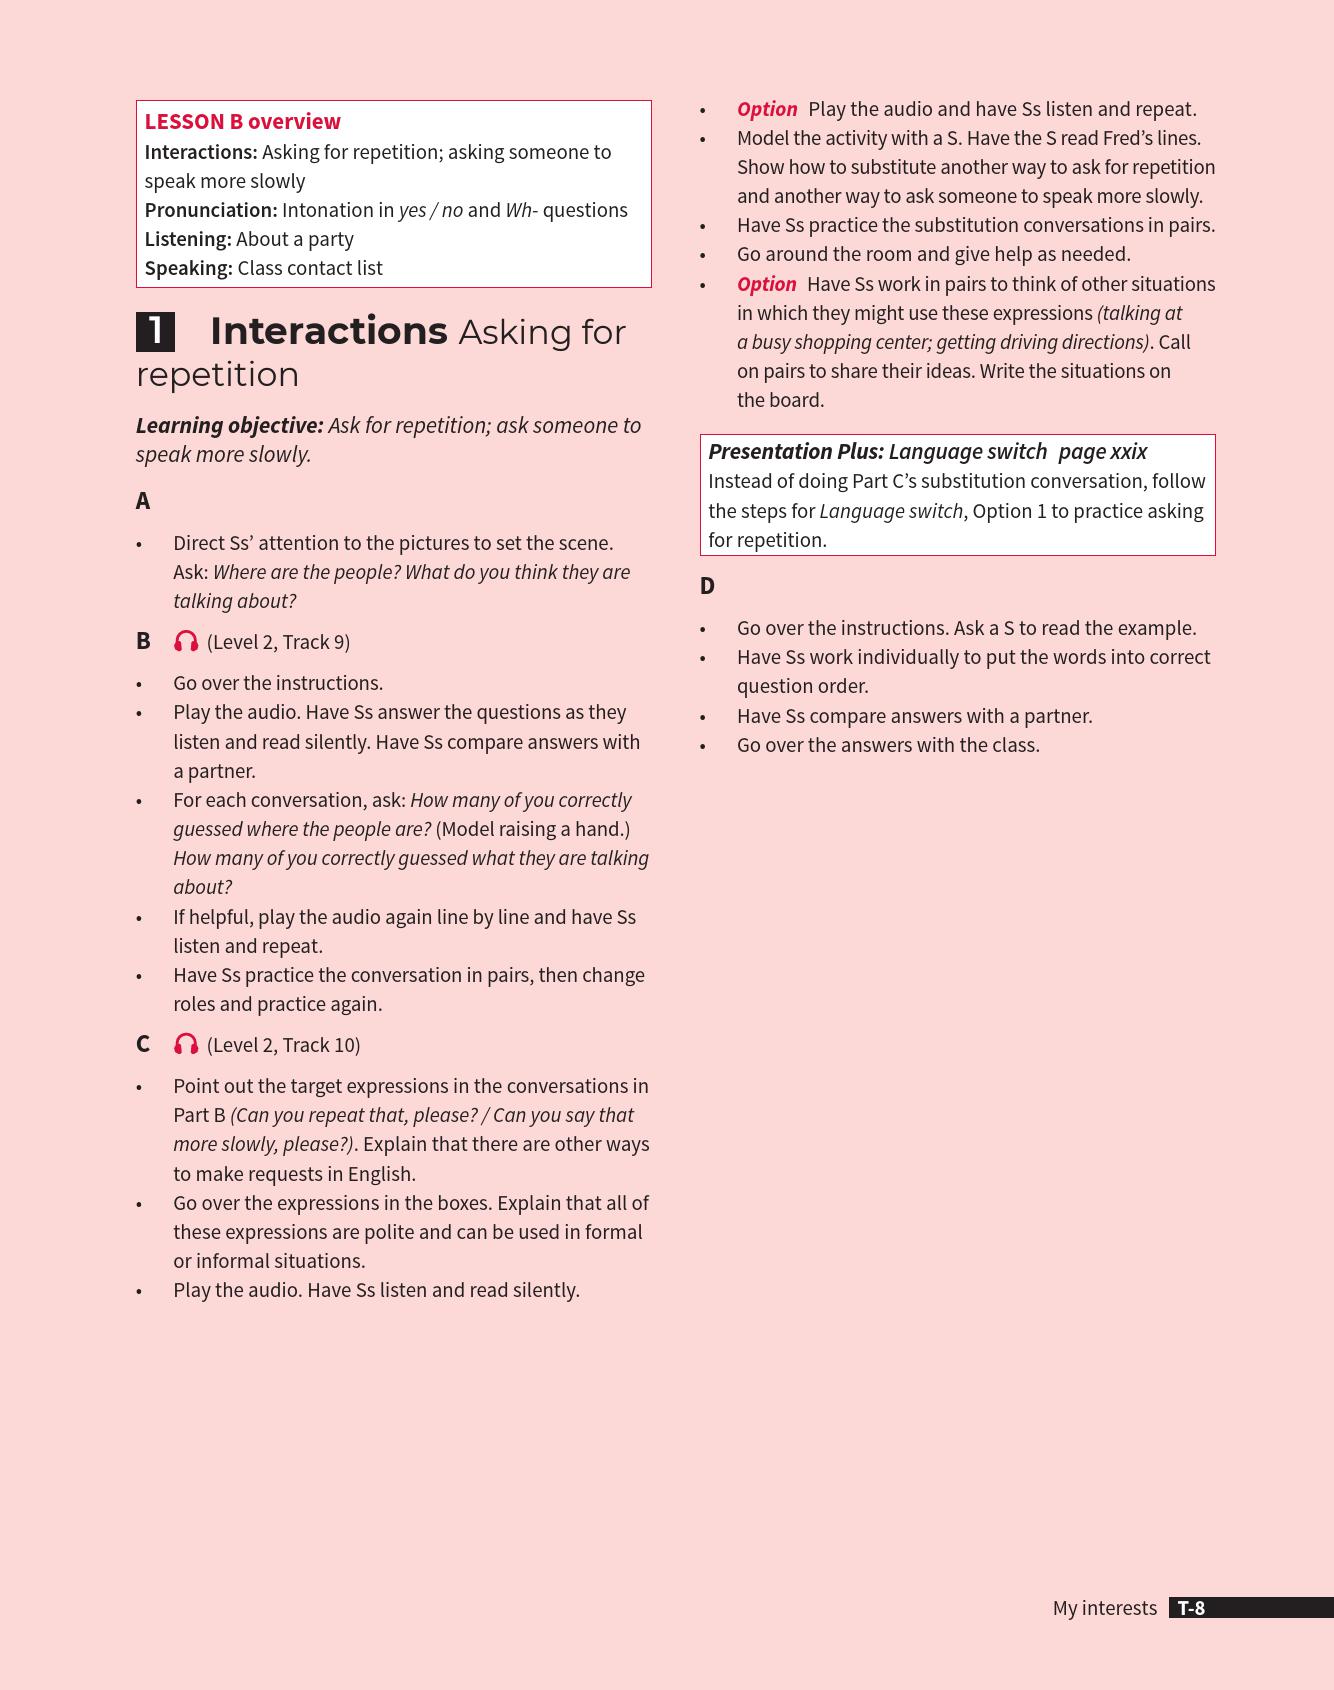 LESSON B overview
Interactions: Asking for repetition; asking someone to
speak more slowly
Pronunciation: Intonation in yes / no and Wh- questions
Listening: About a party
Speaking: Class contact list
1 Interactions Asking for
repetition
Learning objective: Ask for repetition; ask someone to
speak more slowly.
A
• Direct Ss’ attention to the pictures to set the scene.
Ask: Where are the people? What do you think they are
talking about?
B (Level 2, Track 9)
• Go over the instructions.
• Play the audio. Have Ss answer the questions as they
listen and read silently. Have Ss compare answers with
a partner.
• For each conversation, ask: How many of you correctly
guessed where the people are? (Model raising a hand.)
How many of you correctly guessed what they are talking
about?
• If helpful, play the audio again line by line and have Ss
listen and repeat.
• Have Ss practice the conversation in pairs, then change
roles and practice again.
C (Level 2, Track 10)
• Point out the target expressions in the conversations in
Part B (Can you repeat that, please? / Can you say that
more slowly, please?). Explain that there are other ways
to make requests in English.
• Go over the expressions in the boxes. Explain that all of
these expressions are polite and can be used in formal
or informal situations.
• Play the audio. Have Ss listen and read silently.
• Option Play the audio and have Ss listen and repeat.
• Model the activity with a S. Have the S read Fred’s lines.
Show how to substitute another way to ask for repetition
and another way to ask someone to speak more slowly.
• Have Ss practice the substitution conversations in pairs.
• Go around the room and give help as needed.
• Option Have Ss work in pairs to think of other situations
in which they might use these expressions (talking at
a busy shopping center; getting driving directions). Call
on pairs to share their ideas. Write the situations on
the board.
Presentation Plus: Language switch page xxix
Instead of doing Part C’s substitution conversation, follow
the steps for Language switch, Option 1 to practice asking
for repetition.
D
• Go over the instructions. Ask a S to read the example.
• Have Ss work individually to put the words into correct
question order.
• Have Ss compare answers with a partner.
• Go over the answers with the class.
My interests T-8